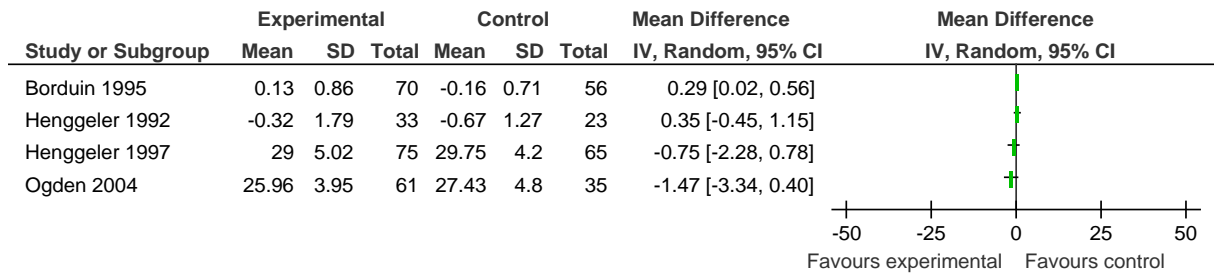 Experimental Control Mean Difference Mean Difference
Study or Subgroup Mean SD Total Mean SD Total IV, Random, 95% CI IV, Random, 95% CI
Borduin 1995 0.13 0.86 70 -0.16 0.71 56 0.29 [0.02, 0.56]
Henggeler 1992 -0.32 1.79 33 -0.67 1.27 23 0.35 [-0.45, 1.15]
Henggeler 1997 29 5.02 75 29.75 4.2 65 -0.75 [-2.28, 0.78]
Ogden 2004 25.96 3.95 61 27.43 4.8 35 -1.47 [-3.34, 0.40]
-50 -25 0 25 50
Favours experimental Favours control